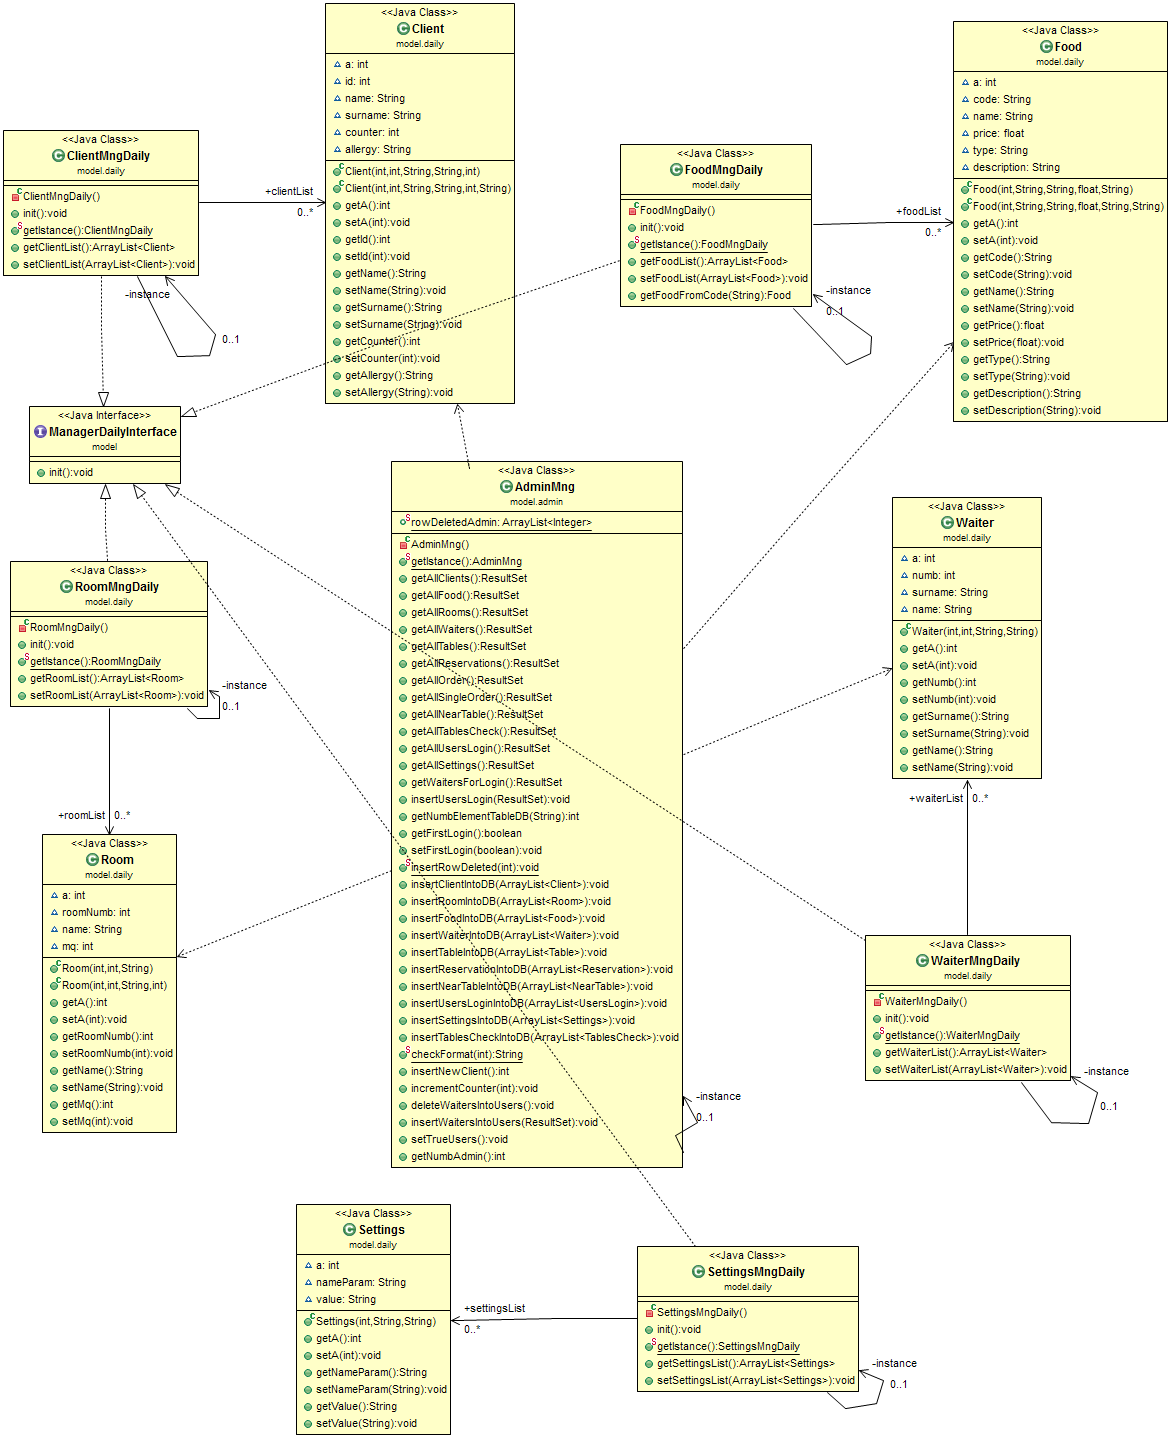 <<Java Class>>
Client
model.daily
a: int
id: int
name: String
surname: String
counter: int
allergy: String
Client(int,int,String,String,int)
Client(int,int,String,String,int,String)
getA():int
setA(int):void
getId():int
setId(int):void
getName():String
setName(String):void
getSurname():String
setSurname(String):void
getCounter():int
setCounter(int):void
getAllergy():String
setAllergy(String):void
<<Java Class>>
Food
model.daily
a: int
code: String
name: String
price: float
type: String
description: String
Food(int,String,String,float,String)
Food(int,String,String,float,String,String)
getA():int
setA(int):void
getCode():String
setCode(String):void
getName():String
setName(String):void
getPrice():float
setPrice(float):void
getType():String
setType(String):void
getDescription():String
setDescription(String):void
<<Java Class>>
ClientMngDaily
model.daily
ClientMngDaily()
init():void
getIstance():ClientMngDaily
getClientList():ArrayList<Client>
setClientList(ArrayList<Client>):void
+clientList
0..*
-instance
0..1
<<Java Class>>
FoodMngDaily
model.daily
FoodMngDaily()
init():void
getIstance():FoodMngDaily
getFoodList():ArrayList<Food>
setFoodList(ArrayList<Food>):void
getFoodFromCode(String):Food
+foodList
0..*
-instance
0..1
<<Java Interface>>
ManagerDailyInterface
model
init():void
<<Java Class>>
AdminMng
model.admin
rowDeletedAdmin: ArrayList<Integer>
AdminMng()
getIstance():AdminMng
getAllClients():ResultSet
getAllFood():ResultSet
getAllRooms():ResultSet
getAllWaiters():ResultSet
getAllTables():ResultSet
getAllReservations():ResultSet
getAllOrder():ResultSet
getAllSingleOrder():ResultSet
getAllNearTable():ResultSet
getAllTablesCheck():ResultSet
getAllUsersLogin():ResultSet
getAllSettings():ResultSet
getWaitersForLogin():ResultSet
insertUsersLogin(ResultSet):void
getNumbElementTableDB(String):int
getFirstLogin():boolean
setFirstLogin(boolean):void
insertRowDeleted(int):void
insertClientIntoDB(ArrayList<Client>):void
insertRoomIntoDB(ArrayList<Room>):void
insertFoodIntoDB(ArrayList<Food>):void
insertWaiterIntoDB(ArrayList<Waiter>):void
insertTableIntoDB(ArrayList<Table>):void
insertReservationIntoDB(ArrayList<Reservation>):void
insertNearTableIntoDB(ArrayList<NearTable>):void
insertUsersLoginIntoDB(ArrayList<UsersLogin>):void
insertSettingsIntoDB(ArrayList<Settings>):void
insertTablesCheckIntoDB(ArrayList<TablesCheck>):void
checkFormat(int):String
insertNewClient():int
incrementCounter(int):void
deleteWaitersIntoUsers():void
insertWaitersIntoUsers(ResultSet):void
setTrueUsers():void
getNumbAdmin():int
-instance
0..1
<<Java Class>>
Waiter
model.daily
a: int
numb: int
surname: String
name: String
Waiter(int,int,String,String)
getA():int
setA(int):void
getNumb():int
setNumb(int):void
getSurname():String
setSurname(String):void
getName():String
setName(String):void
+waiterList
0..*
<<Java Class>>
RoomMngDaily
model.daily
RoomMngDaily()
init():void
getIstance():RoomMngDaily
getRoomList():ArrayList<Room>
setRoomList(ArrayList<Room>):void
-instance
0..1
+roomList
0..*
<<Java Class>>
Room
model.daily
a: int
roomNumb: int
name: String
mq: int
Room(int,int,String)
Room(int,int,String,int)
getA():int
setA(int):void
getRoomNumb():int
setRoomNumb(int):void
getName():String
setName(String):void
getMq():int
setMq(int):void
<<Java Class>>
WaiterMngDaily
model.daily
WaiterMngDaily()
init():void
getIstance():WaiterMngDaily
getWaiterList():ArrayList<Waiter>
setWaiterList(ArrayList<Waiter>):void
-instance
0..1
<<Java Class>>
Settings
model.daily
a: int
nameParam: String
value: String
Settings(int,String,String)
getA():int
setA(int):void
getNameParam():String
setNameParam(String):void
getValue():String
setValue(String):void
+settingsList
0..*
<<Java Class>>
SettingsMngDaily
model.daily
SettingsMngDaily()
init():void
getIstance():SettingsMngDaily
getSettingsList():ArrayList<Settings>
setSettingsList(ArrayList<Settings>):void
-instance
0..1